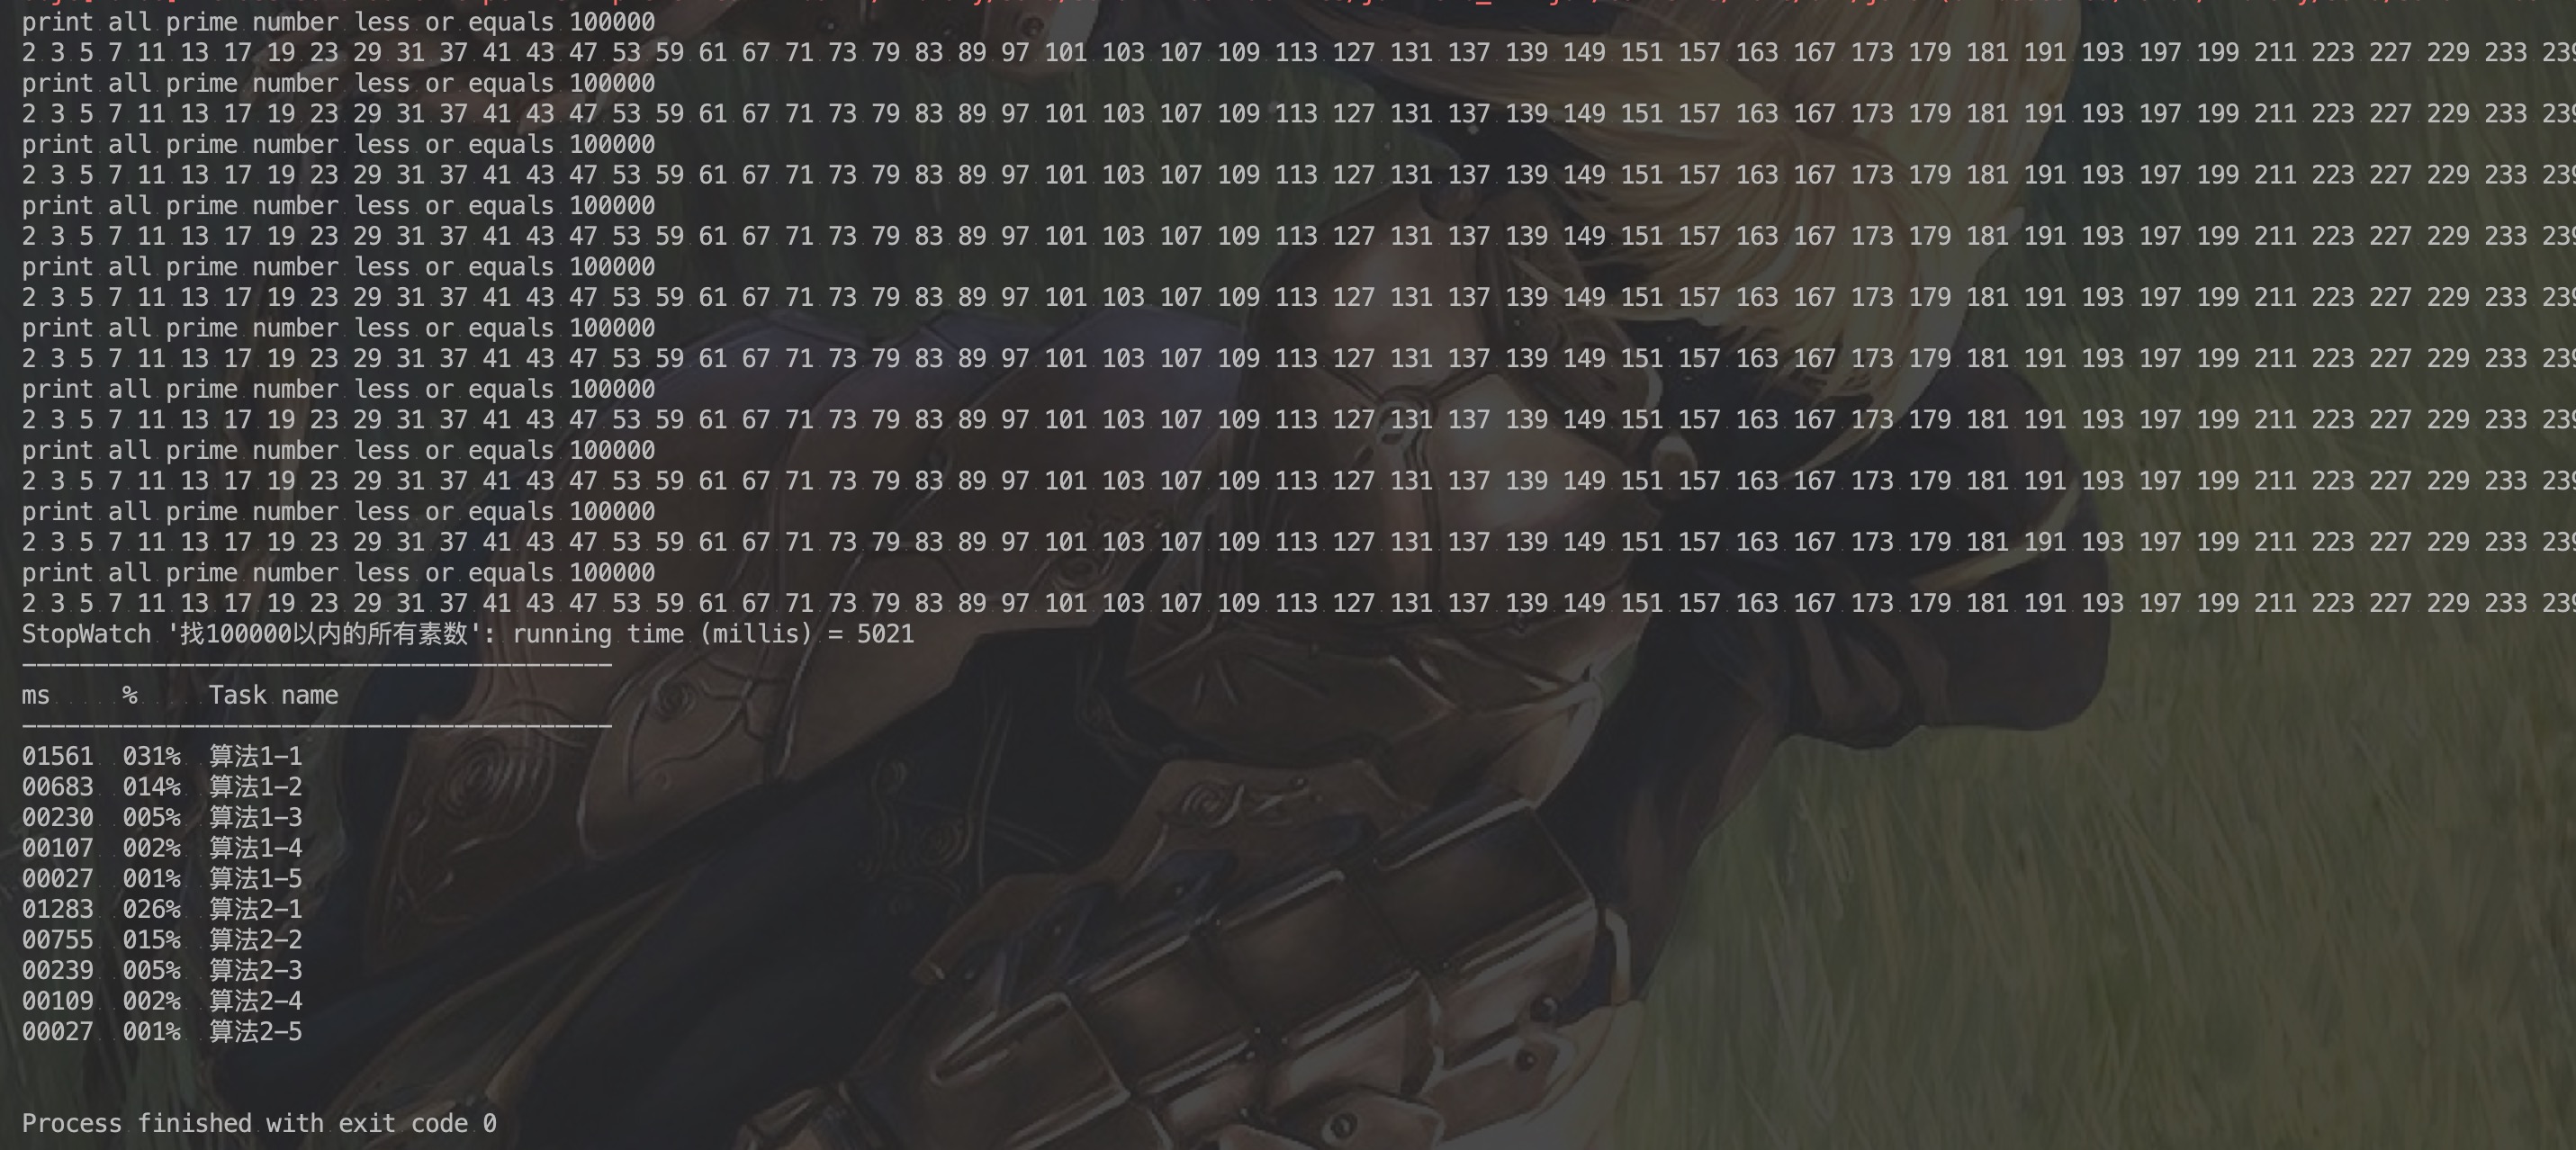 print all prime number less or equals 100000
2 3 5 7 11 13 17 19 23 29 31 37 41 43 47 53 59 61 67 71 73 79 83 89 97 101 103 107 109 113 127 131 137 139 149 151 157 163 167 173 179 181 191 193 197 199 211 223 227 229 233
print all prime number less or equals 100000
2 3 5 7 11 13 17 19 23 29 31 37 41 43 47 53 59 61 67 71 73 79 83 89 97 101 103 107 109 113 127 131 137 139 149 151 157 163 167 173 179 181 191 193 197 199 211 223 227 229 233
print all prime number less or equals 100000
2 3 5 7 11 13 17 19 23 29 31 37 41 43 47 53 59 61 67 71 73 79 83 89 97 101 103 107 109 113 127 131 137 139 149 151 157 163 167 173 179 181 191 193 197 199 211 223 227 229 233
print all prime number less or equals 100000
2 3 5 7 11 13 17 19 23 29 31 37 41 43 47 53 59 61 67 71 73 79 83 89 97 101 103 107 109 113 127 131 137 139 149 151 157 163 167 173 179 181 191 193 197 199 211 223 227 229 233
print all prime number less or equals 100000
2 3 5 7 11 13 17 19 23 29 31 37 41 43 47 53 59 61 67 71 73 79 83 89 97 101 103 107 109 113 127 131 137 139 149 151 157 163 167 173 179 181 191 193 197 199 211 223 227 229 233
print all prime number less or equals 100000
2 3 5 7 11 13 17 19 23 29 31 37 41 43 47 53 59 61 67 71 73 79 83 89 97 101 103 107 109 113 127 131 137 139 149 151 157 163 167 173 179 181 191 193 197 199 211 223 227 229 233
print all prime number less or equals 100000
2 3 5 7 11 13 17 19 23 29 31 37 41 43 47 53 59 61 67 71 73 79 83 89 97 101 103 107 109 113 127 131 137 139 149 151 157 163 167 173 179 181 191 193 197 199 211 223 227 229 233
print all prime number less or equals 100000
2 3 5 7 11 13 17 19 23 29 31 37 41 43 47 53 59 61 67 71 73 79 83 89 97 101 103 107 109 113 127 131 137 139 149 151 157 163 167 173 179 181 191 193 197 199 211 223 227 229 233
print all prime number less or equals 100000
2 3 5 7 11 13 17 19 23 29 31 37 41 43 47 53 59 61 67 71 73 79 83 89 97 101 103 107 109 113 127 131 137 139 149 151 157 163 167 173 179 181 191 193 197 199 211 223 227 229 233
print all prime number less or equals 100000
2 3 5 7 11 13 17 19 23 29 31 37 41 43 47 53 59 61 67 71 73 79 83 89 97 101 103 107 109 113 127 131 137 139 149 151 157 163 167 173 179 181 191 193 197 199 211 223 227 229 233
StopWatch '找100000以内的所有素数': running time (millis) = 5021
-----------------------------------------
ms     %     Task name
-----------------------------------------
01561  031%  算法1-1
00683  014%  算法1-2
00230  005%  算法1-3
00107  002%  算法1-4
00027  001%  算法1-5
01283  026%  算法2-1
00755  015%  算法2-2
00239  005%  算法2-3
00109  002%  算法2-4
00027  001%  算法2-5
Process finished with exit code 0